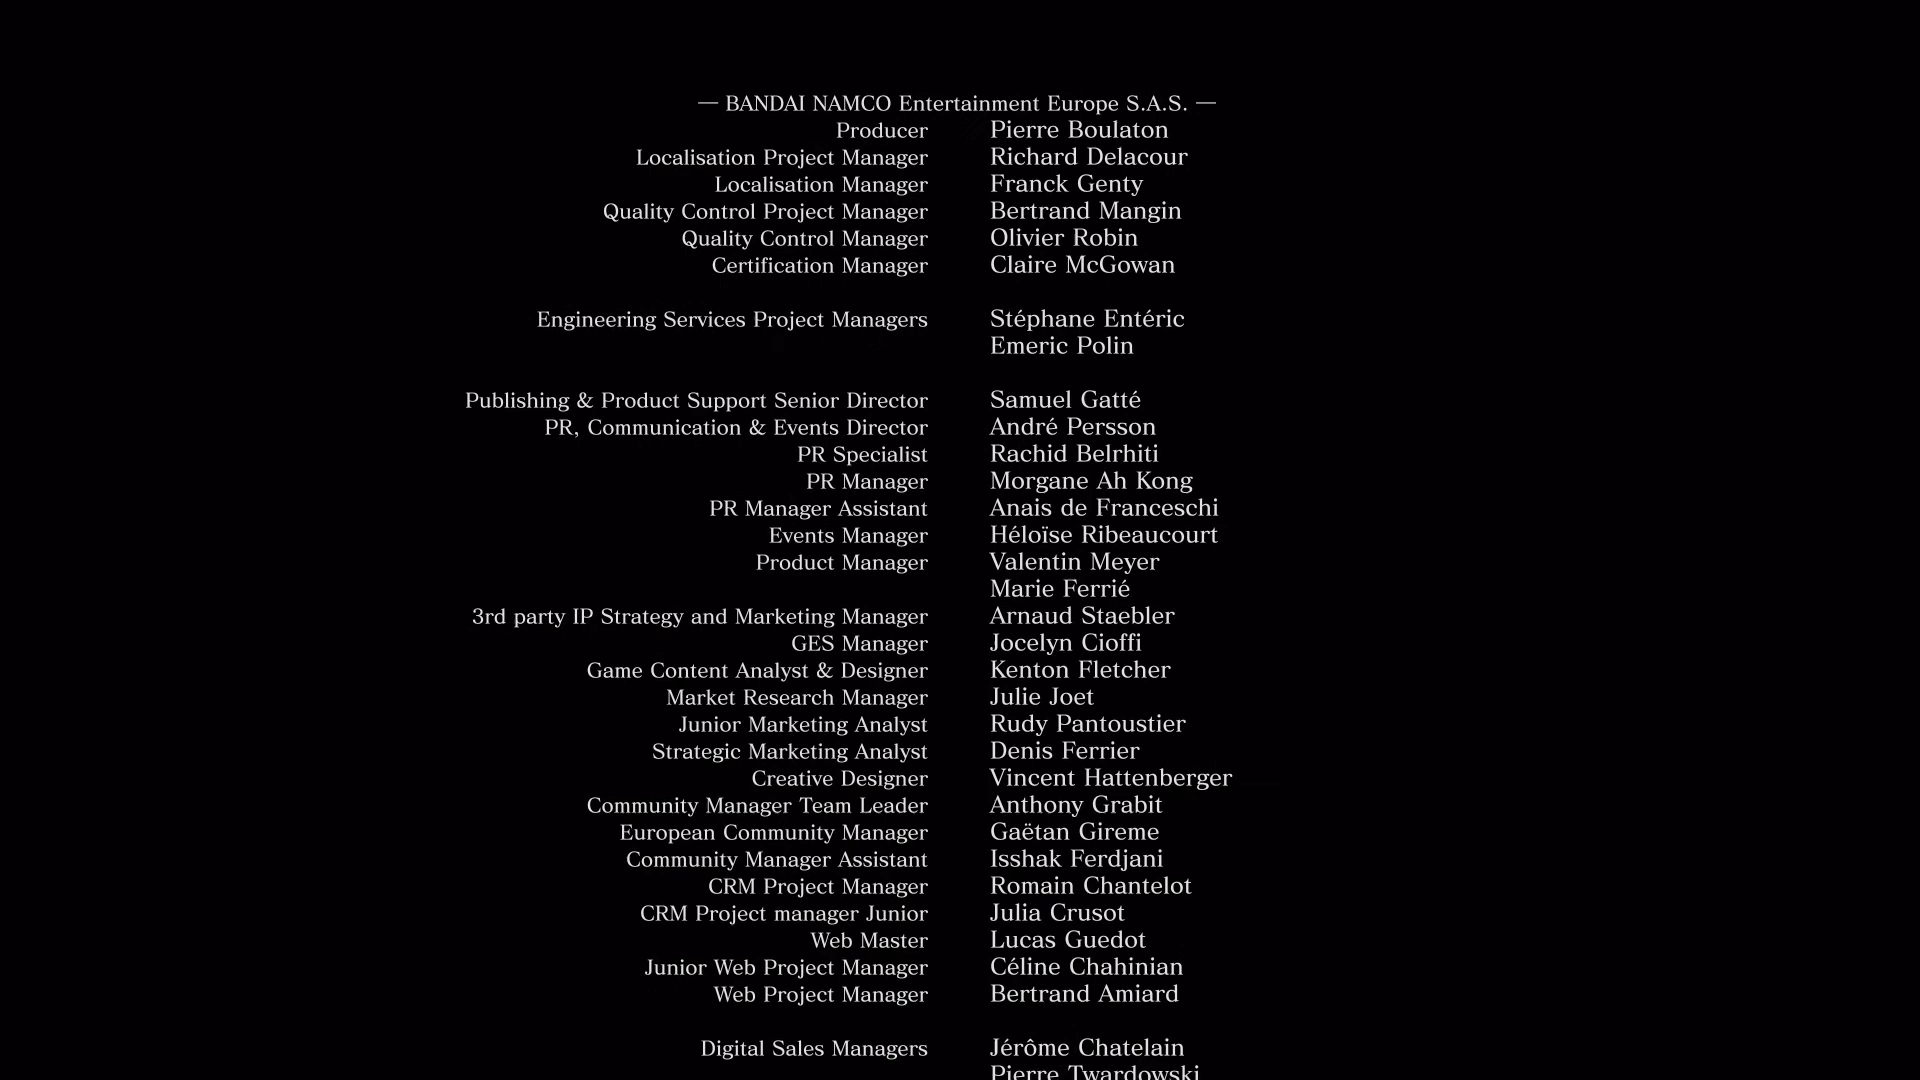 — BANDAI NAMCO Entertainment Europe S.A.S. —
Producer Pierre Boulaton
Localisation Project Manager Richard Delacour
Localisation Manager Franck Genty
Quality Control Project Manager Bertrand Mangin
Quality Control Manager Olivier Robin
Certification Manager Claire McGowan
Engineering Services Project Managers Stéphane Entéric
Emeric Polin
Publishing & Product Support Senior Director Samuel Gatté
PR, Communication & Events Director André Persson
PR Specialist Rachid Belrhiti
PR Manager Morgane Ah Kong
PR Manager Assistant Anais de Franceschi
Events Manager Héloïse Ribeaucourt
Product Manager Valentin Meyer
Marie Ferrié
3rd party IP Strategy and Marketing Manager Arnaud Staebler
GES Manager Jocelyn Cioffi
Game Content Analyst & Designer Kenton Fletcher
Market Research Manager Julie Joet
Junior Marketing Analyst Rudy Pantoustier
Strategic Marketing Analyst Denis Ferrier
Creative Designer Vincent Hattenberger
Community Manager Team Leader Anthony Grabit
European Community Manager Gaëtan Gireme
Community Manager Assistant Isshak Ferdjani
CRM Project Manager Romain Chantelot
CRM Project manager Junior Julia Crusot
Web Master Lucas Guedot
Junior Web Project Manager Céline Chahinian
Web Project Manager Bertrand Amiard
Digital Sales Managers Jérôme Chatelain
Pierre Twardowski